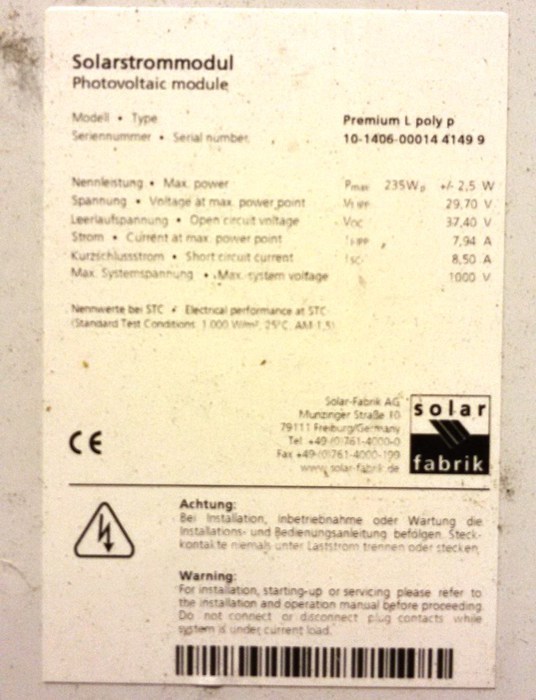 Solarstrommodul
Photovoltaic module
Modell • Type Premium L poly p
Seriennummer • Serial number 10-1406-00014 4149 9
Nennleistung • Max. power Pmax 235Wp +/- 2,5 W
Spannung • Voltage at max. power point VMPP 29,70 V
Leerlaufspannung • Open circuit voltage VOC 37,40 V
Strom • Current at max. power point IMPP 7,94 A
Kurzschlussstrom • Short circuit current ISC 8,50 A
Max. Systemspannung • Max. system voltage 1000 V
Nennwerte bei STC • Electrical performance at STC
(Standard Test Conditions: 1.000 W/m², 25°C, AM 1,5)
Solar-Fabrik AG
Munzinger Straße 10
79111 Freiburg/Germany
Tel. +49-(0)761-4000-0
Fax +49-(0)761-4000-199
www.solar-fabrik.de
solar
fabrik
CE
Achtung:
Bei Installation, Inbetriebnahme oder Wartung die
Installations- und Bedienungsanleitung befolgen. Steck-
kontakte niemals unter Laststrom trennen oder stecken.
Warning:
For installation, starting-up or servicing please refer to
the installation and operation manual before proceeding.
Do not connect or disconnect plug contacts while
system is under current load.